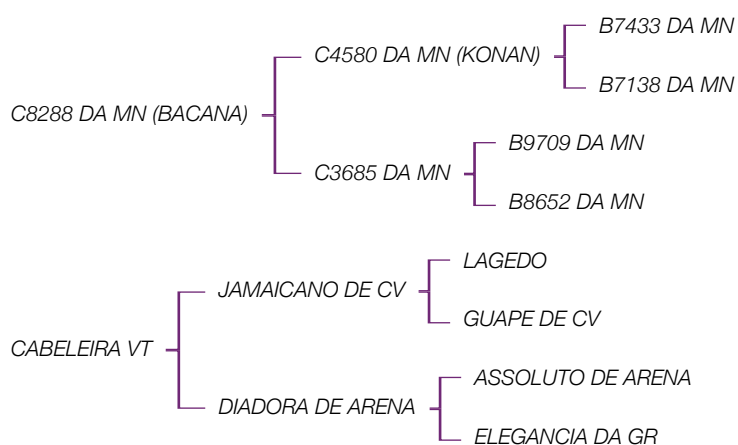 B7433 DA MN
C4580 DA MN (KONAN)
B7138 DA MN
C8288 DA MN (BACANA)
B9709 DA MN
C3685 DA MN
B8652 DA MN
LAGEDO
JAMAICANO DE CV
GUAPE DE CV
CABELEIRA VT
ASSOLUTO DE ARENA
DIADORA DE ARENA
ELEGANCIA DA GR